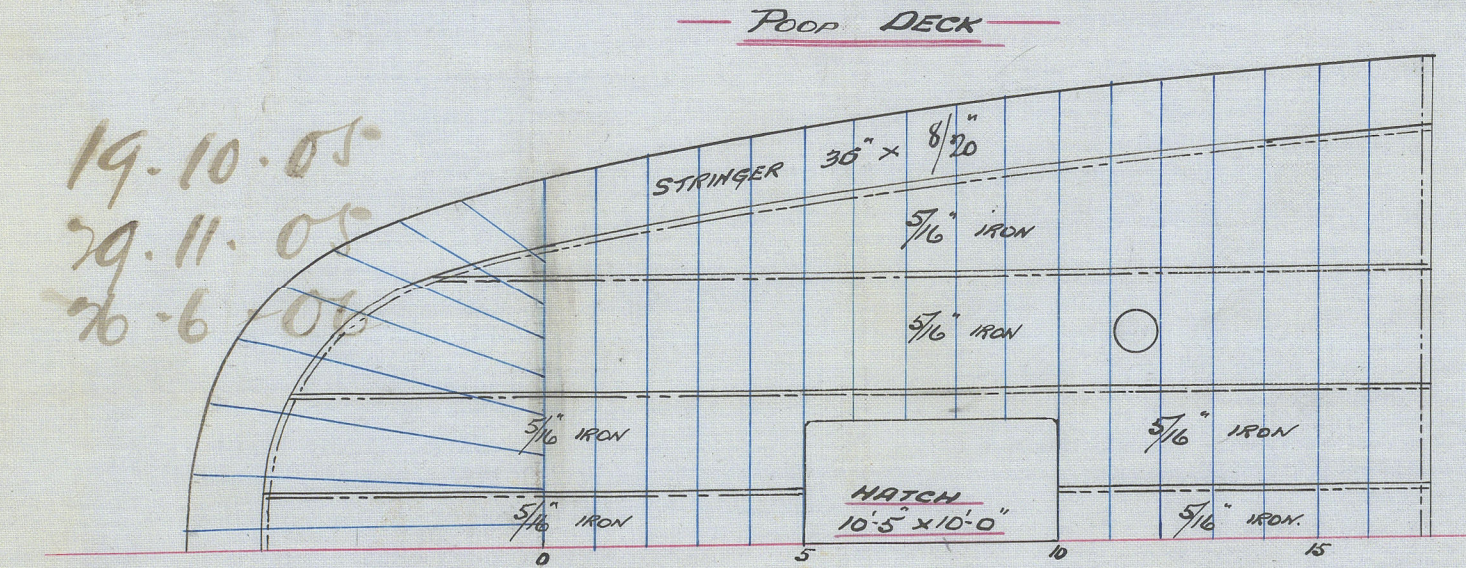 POOP DECK
19.10.05
29.11.05
26-6-06
STRINGER 36" x 8/20"
5/16" IRON
5/16" IRON
5/16" IRON
5/16" IRON
5/16" IRON
5/16" IRON.
HATCH
10'-5" x 10'-0"
0 5 10 15